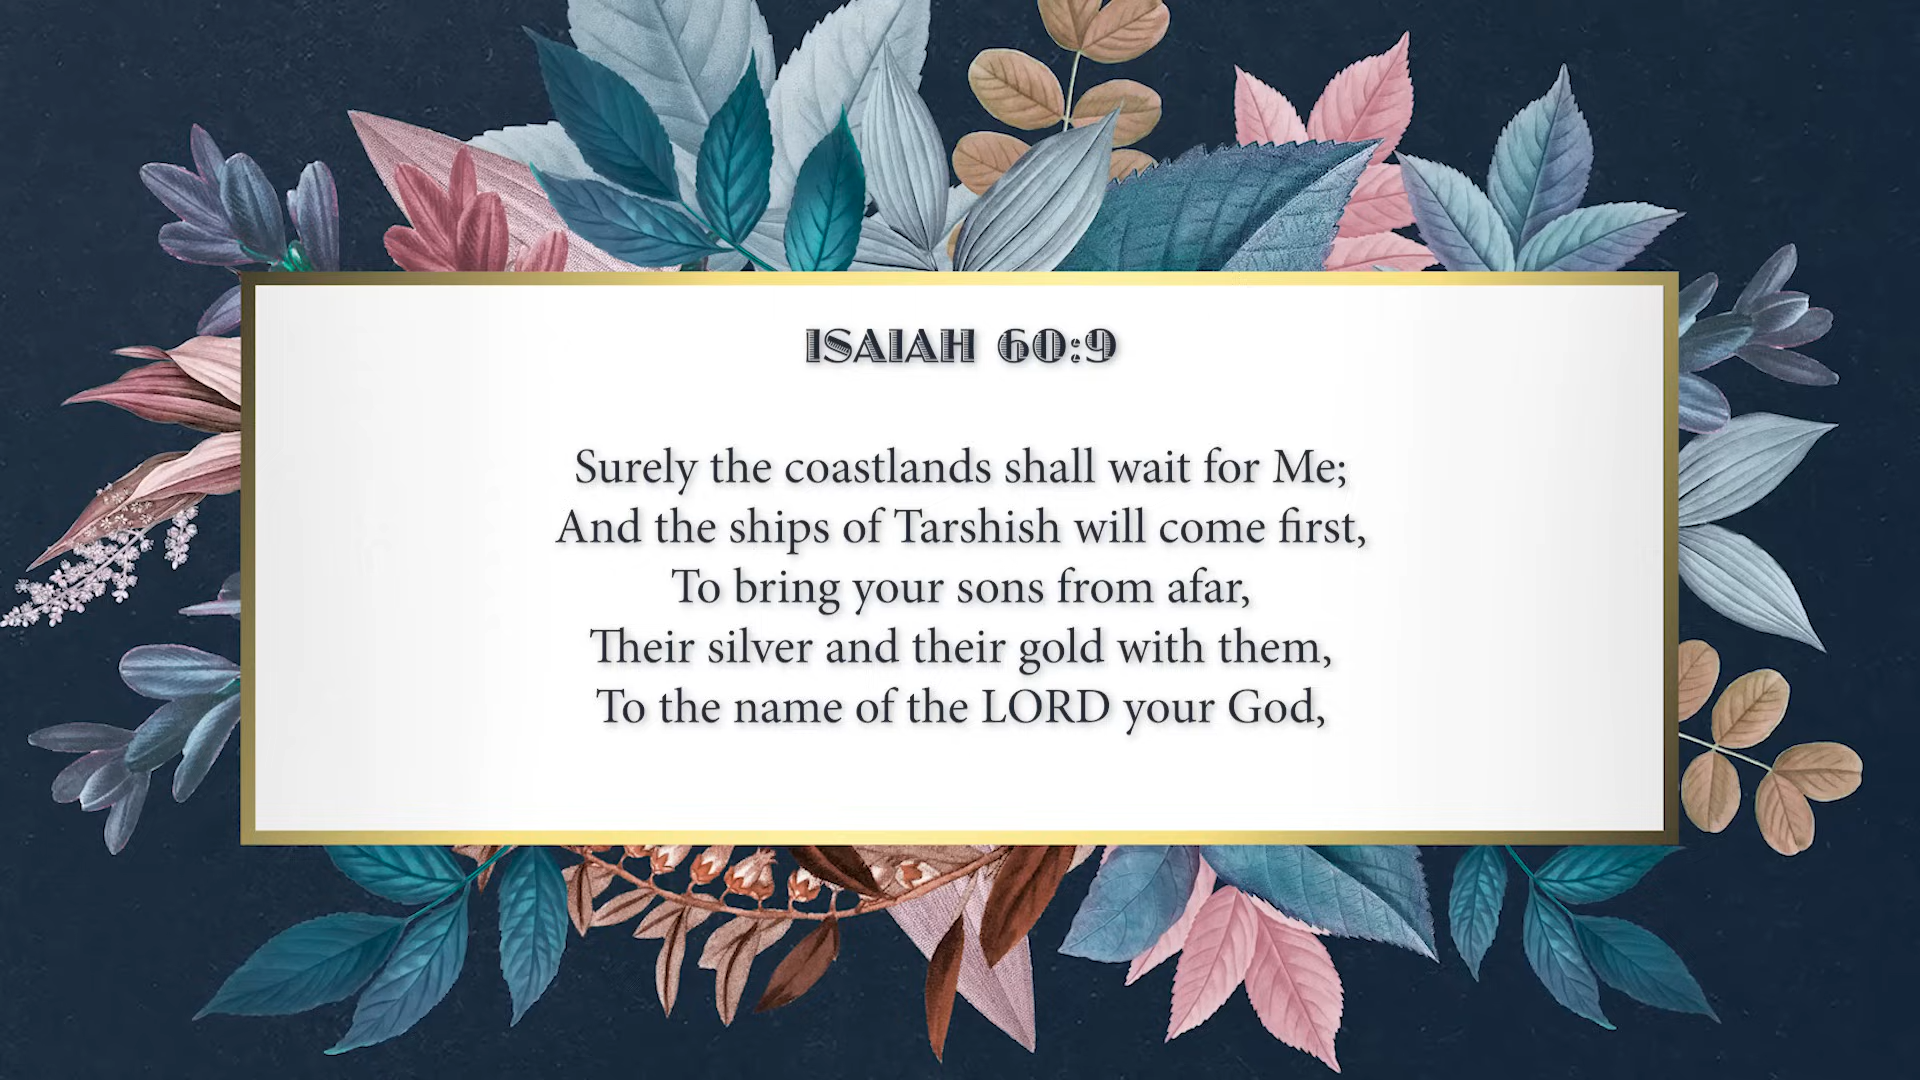 ISAIAH 60:9
Surely the coastlands shall wait for Me;
And the ships of Tarshish will come first,
To bring your sons from afar,
Their silver and their gold with them,
To the name of the LORD your God,